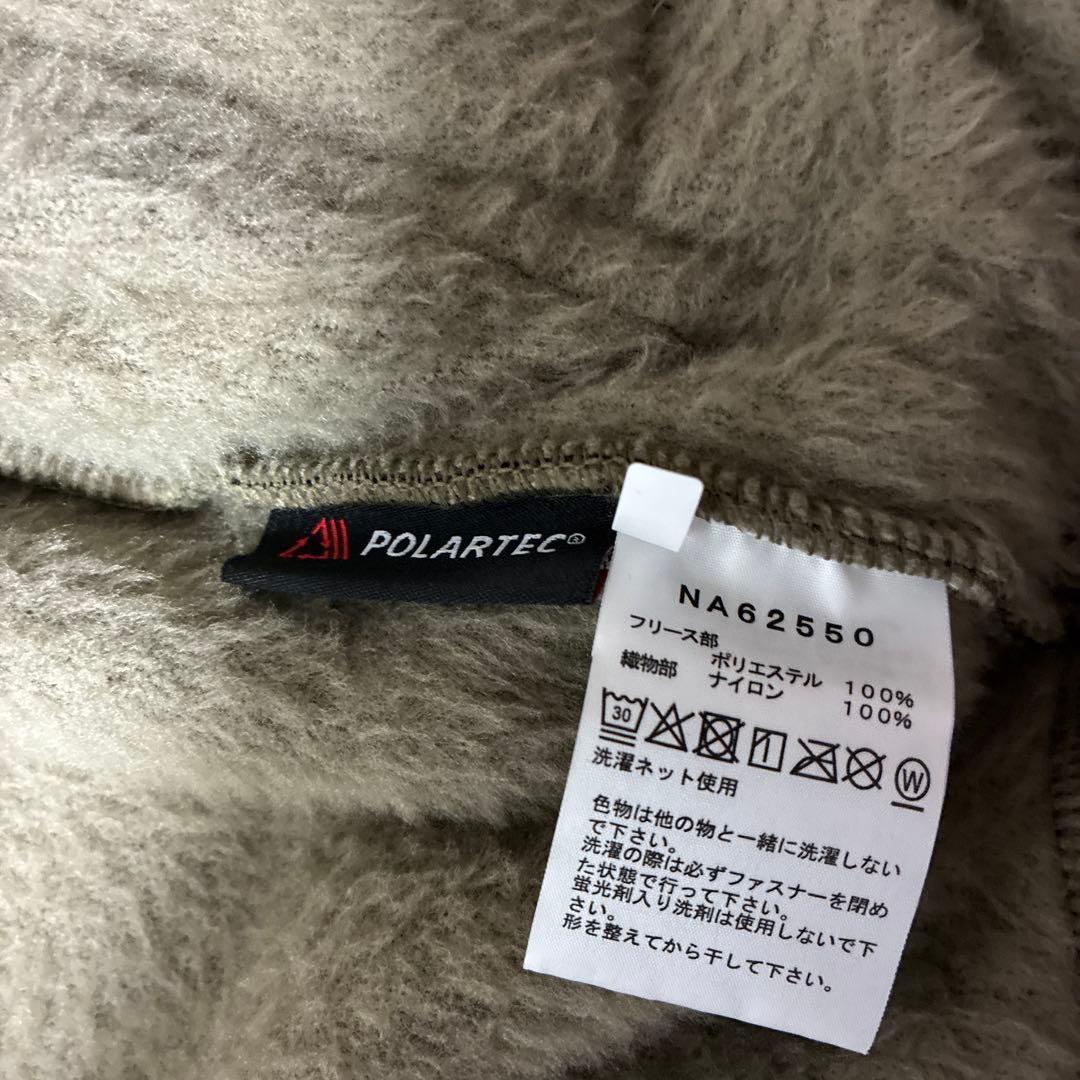 POLARTEC®
NA62550
フリース部
ポリエステル 100%
織物部 ナイロン 100%
30
W
洗濯ネット使用
色物は他の物と一緒に洗濯しない
で下さい。
洗濯の際は必ずファスナーを閉め
た状態で行って下さい。
蛍光剤入り洗剤は使用しないで下
さい。
形を整えてから干して下さい。